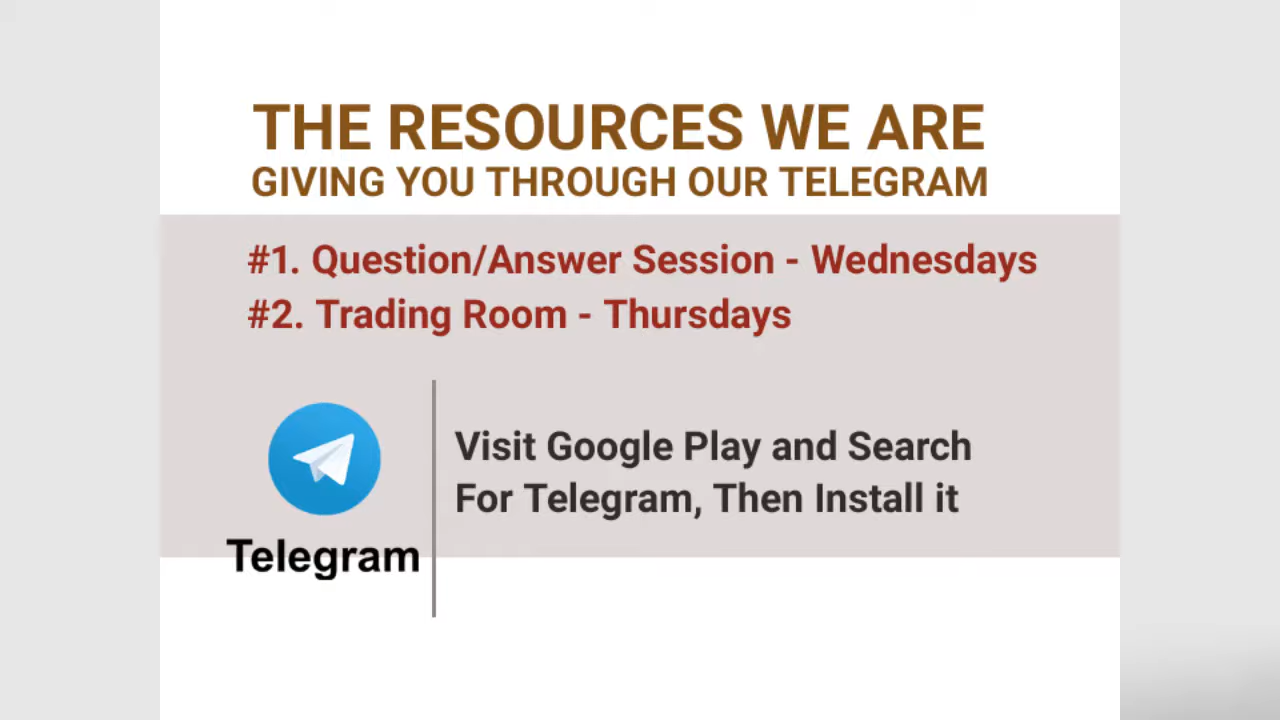 THE RESOURCES WE ARE
GIVING YOU THROUGH OUR TELEGRAM
#1. Question/Answer Session - Wednesdays
#2. Trading Room - Thursdays
Visit Google Play and Search
For Telegram, Then Install it
Telegram